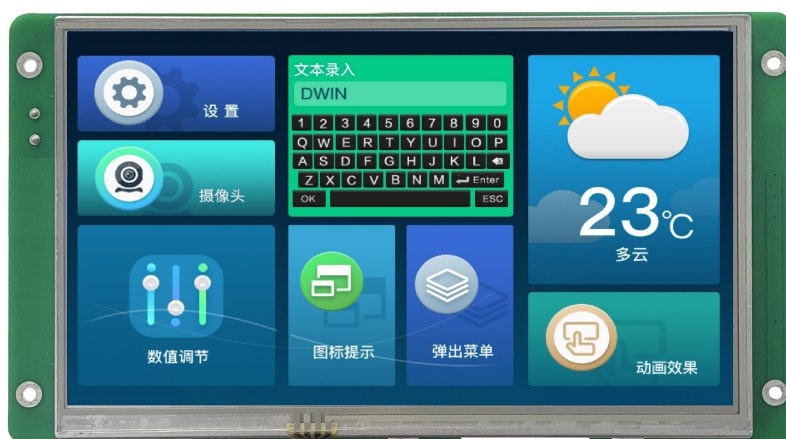 设置
摄像头
数值调节
文本录入
DWIN
1 2 3 4 5 6 7 8 9 0
Q W E R T Y U I O P
A S D F G H J K L
Z X C V B N M Enter
OK ESC
图标提示
弹出菜单
23℃
多云
动画效果